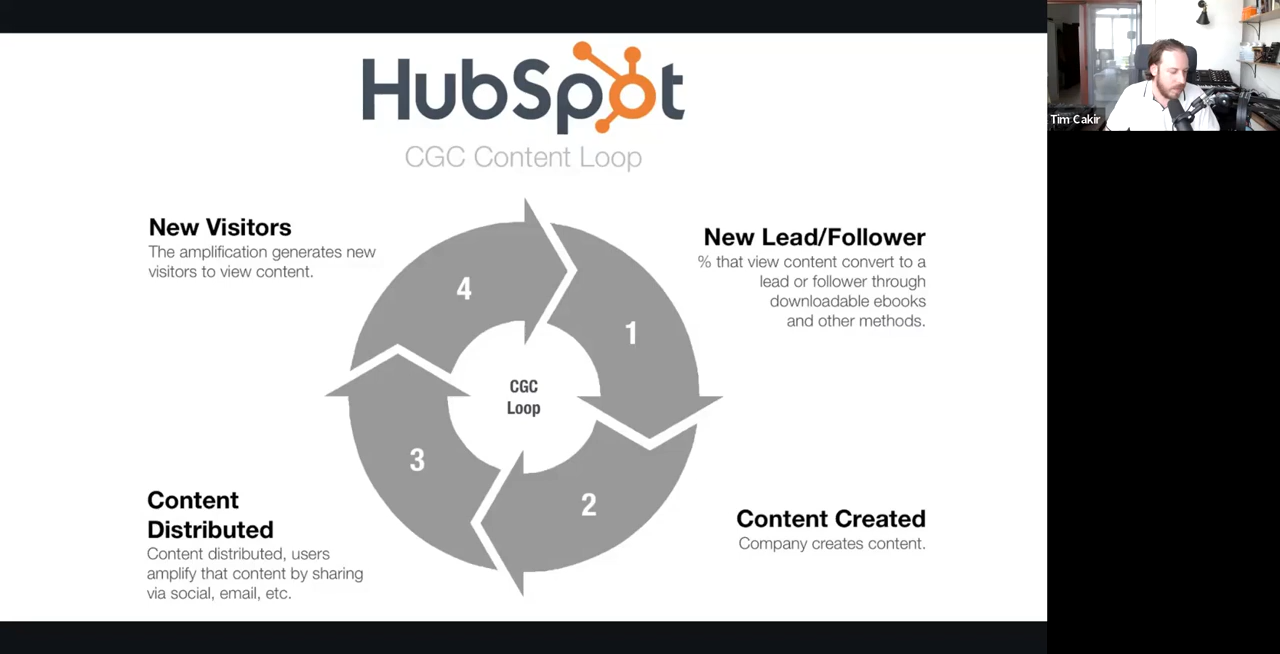 HubSpot
CGC Content Loop
Tim Cakir
New Visitors
The amplification generates new
visitors to view content.
New Lead/Follower
% that view content convert to a
lead or follower through
downloadable ebooks
and other methods.
4
1
CGC
Loop
3
2
Content
Distributed
Content distributed, users
amplify that content by sharing
via social, email, etc.
Content Created
Company creates content.